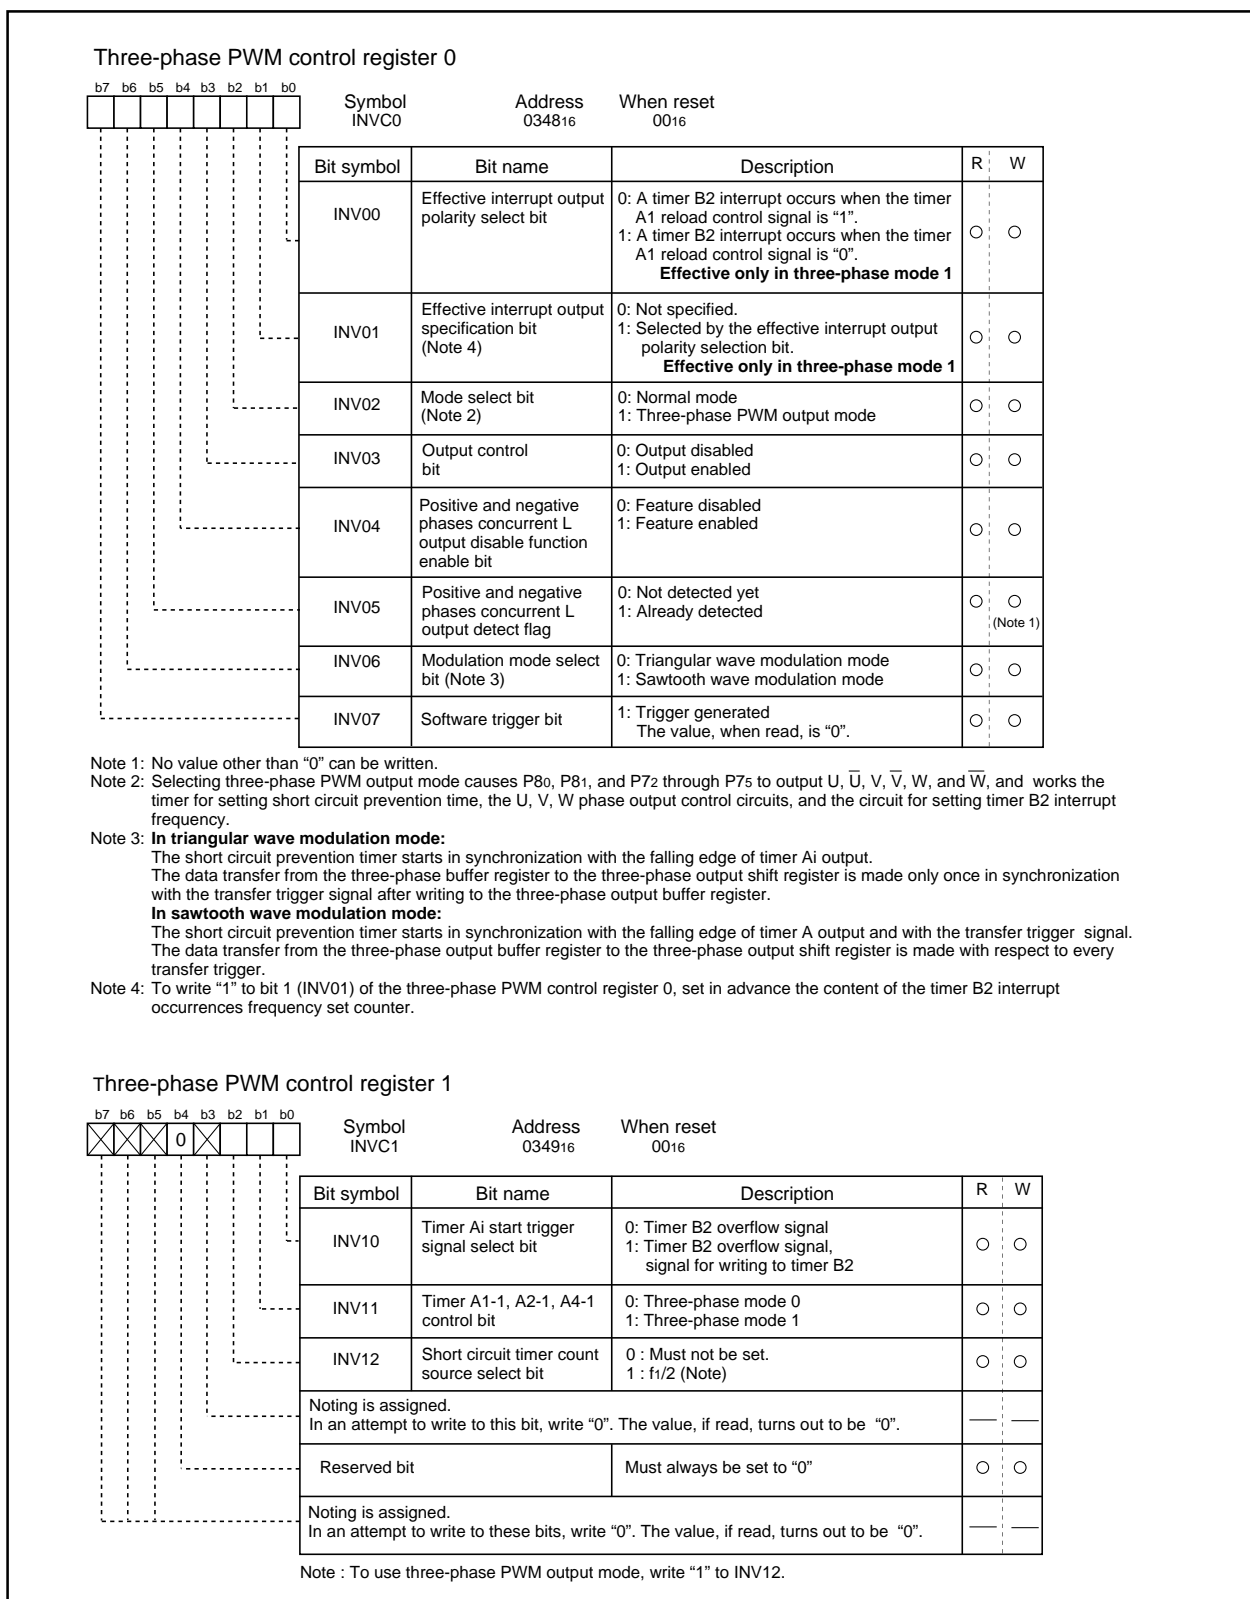 Three-phase PWM control register 0
b7 b6 b5 b4 b3 b2 b1 b0
Symbol Address When reset
INVC0 034816 0016
Bit symbol Bit name Description R W
INV00 Effective interrupt output polarity select bit
0: A timer B2 interrupt occurs when the timer
A1 reload control signal is “1”.
1: A timer B2 interrupt occurs when the timer
A1 reload control signal is “0”.
Effective only in three-phase mode 1
INV01 Effective interrupt output specification bit (Note 4)
0: Not specified.
1: Selected by the effective interrupt output
polarity selection bit.
Effective only in three-phase mode 1
INV02 Mode select bit (Note 2)
0: Normal mode
1: Three-phase PWM output mode
INV03 Output control bit
0: Output disabled
1: Output enabled
INV04 Positive and negative phases concurrent L output disable function enable bit
0: Feature disabled
1: Feature enabled
INV05 Positive and negative phases concurrent L output detect flag
0: Not detected yet
1: Already detected
(Note 1)
INV06 Modulation mode select bit (Note 3)
0: Triangular wave modulation mode
1: Sawtooth wave modulation mode
INV07 Software trigger bit
1: Trigger generated
The value, when read, is “0”.
Note 1: No value other than “0” can be written.
Note 2: Selecting three-phase PWM output mode causes P80, P81, and P72 through P75 to output U, U̅, V, V̅, W, and W̅, and works the
timer for setting short circuit prevention time, the U, V, W phase output control circuits, and the circuit for setting timer B2 interrupt
frequency.
Note 3: In triangular wave modulation mode:
The short circuit prevention timer starts in synchronization with the falling edge of timer Ai output.
The data transfer from the three-phase buffer register to the three-phase output shift register is made only once in synchronization
with the transfer trigger signal after writing to the three-phase output buffer register.
In sawtooth wave modulation mode:
The short circuit prevention timer starts in synchronization with the falling edge of timer A output and with the transfer trigger signal.
The data transfer from the three-phase output buffer register to the three-phase output shift register is made with respect to every
transfer trigger.
Note 4: To write “1” to bit 1 (INV01) of the three-phase PWM control register 0, set in advance the content of the timer B2 interrupt
occurrences frequency set counter.
Three-phase PWM control register 1
b7 b6 b5 b4 b3 b2 b1 b0
0
Symbol Address When reset
INVC1 034916 0016
Bit symbol Bit name Description R W
INV10 Timer Ai start trigger signal select bit
0: Timer B2 overflow signal
1: Timer B2 overflow signal,
signal for writing to timer B2
INV11 Timer A1-1, A2-1, A4-1 control bit
0: Three-phase mode 0
1: Three-phase mode 1
INV12 Short circuit timer count source select bit
0 : Must not be set.
1 : f1/2 (Note)
Noting is assigned.
In an attempt to write to this bit, write “0”. The value, if read, turns out to be “0”.
Reserved bit Must always be set to “0”
Noting is assigned.
In an attempt to write to these bits, write “0”. The value, if read, turns out to be “0”.
Note : To use three-phase PWM output mode, write “1” to INV12.